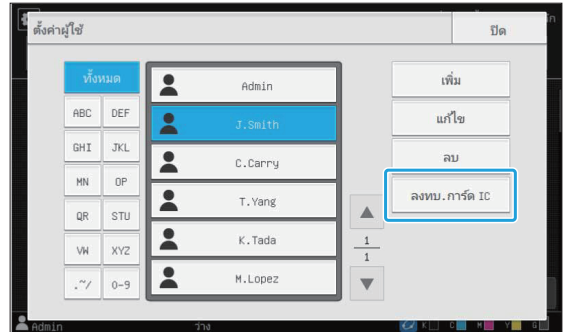 ตั้งค่าผู้ใช้
ปิด
ทั้งหมด
ABC DEF
GHI JKL
MN OP
QR STU
VW XYZ
.~/ 0-9
Admin
J.Smith
C.Carry
T.Yang
K.Tada
M.Lopez
1
1
เพิ่ม
แก้ไข
ลบ
ลงทบ.การ์ด IC
Admin
ว่าง
K C M Y G